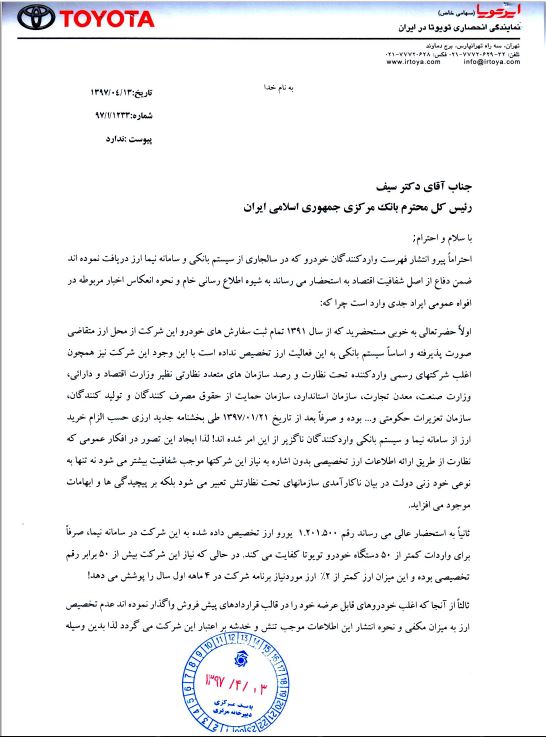 TOYOTA
ایرتویا (سهامی خاص)
نمایندگی انحصاری تویوتا در ایران
تهران، سه راه تهرانپارس، برج دماوند
تلفن: ۳۲-۷۷۷۲۰۶۲۹-۰۲۱ فکس: ۷۷۷۲۰۶۲۸-۰۲۱
www.irtoya.com info@irtoya.com
به نام خدا
تاریخ:۱۳۹۷/۰۴/۱۳
شماره:۹۷/۱/۱۲۳۳
پیوست :ندارد
جناب آقای دکتر سیف
رئیس کل محترم بانک مرکزی جمهوری اسلامی ایران
با سلام و احترام;
احتراماً پیرو انتشار فهرست واردکنندگان خودرو که در سالجاری از سیستم بانکی و سامانه نیما ارز دریافت نموده اند
ضمن دفاع از اصل شفافیت اقتصاد به استحضار می رساند به شیوه اطلاع رسانی خام و نحوه انعکاس اخبار مربوطه در
افواه عمومی ایراد جدی وارد است چرا که:
اولاً حضرتعالی به خوبی مستحضرید که از سال ۱۳۹۱ تمام ثبت سفارش های خودرو این شرکت از محل ارز متقاضی
صورت پذیرفته و اساساً سیستم بانکی به این فعالیت ارز تخصیص نداده است با این وجود این شرکت نیز همچون
اغلب شرکتهای رسمی واردکننده تحت نظارت و رصد سازمان های متعدد نظارتی نظیر وزارت اقتصاد و دارائی،
وزارت صنعت، معدن تجارت، سازمان استاندارد، سازمان حمایت از حقوق مصرف کنندگان و تولید کنندگان،
سازمان تعزیرات حکومتی و... بوده و صرفاً بعد از تاریخ ۱۳۹۷/۰۱/۲۱ طی بخشنامه جدید ارزی حسب الزام خرید
ارز از سامانه نیما و سیستم بانکی واردکنندگان ناگزیر از این امر شده اند! لذا ایجاد این تصور در افکار عمومی که
نظارت از طریق ارائه اطلاعات ارز تخصیصی بدون اشاره به نیاز این شرکتها موجب شفافیت بیشتر می شود نه تنها به
نوعی خود زنی دولت در بیان ناکارآمدی سازمانهای تحت نظارتش تعبیر می شود بلکه بر پیچیدگی ها و ابهامات
موجود می افزاید.
ثانیاً به استحضار عالی می رساند رقم ۱.۲۰۱.۵۰۰ یورو ارز تخصیص داده شده به این شرکت در سامانه نیما، صرفاً
برای واردات کمتر از ۵۰ دستگاه خودرو تویوتا کفایت می کند. در حالی که نیاز این شرکت بیش از ۵۰ برابر رقم
تخصیصی بوده و این میزان ارز کمتر از ۲٪ ارز موردنیاز برنامه شرکت در ۴ ماهه اول سال را پوشش می دهد!
ثالثاً از آنجا که اغلب خودروهای قابل عرضه خود را در قالب قراردادهای پیش فروش واگذار نموده اند عدم تخصیص
ارز به میزان مکفی و نحوه انتشار این اطلاعات موجب تنش و خدشه بر اعتبار این شرکت می گردد لذا بدین وسیله
۱۳۹۷/۴/۰۳
بانک مرکزی
دبیرخانه مرکزی